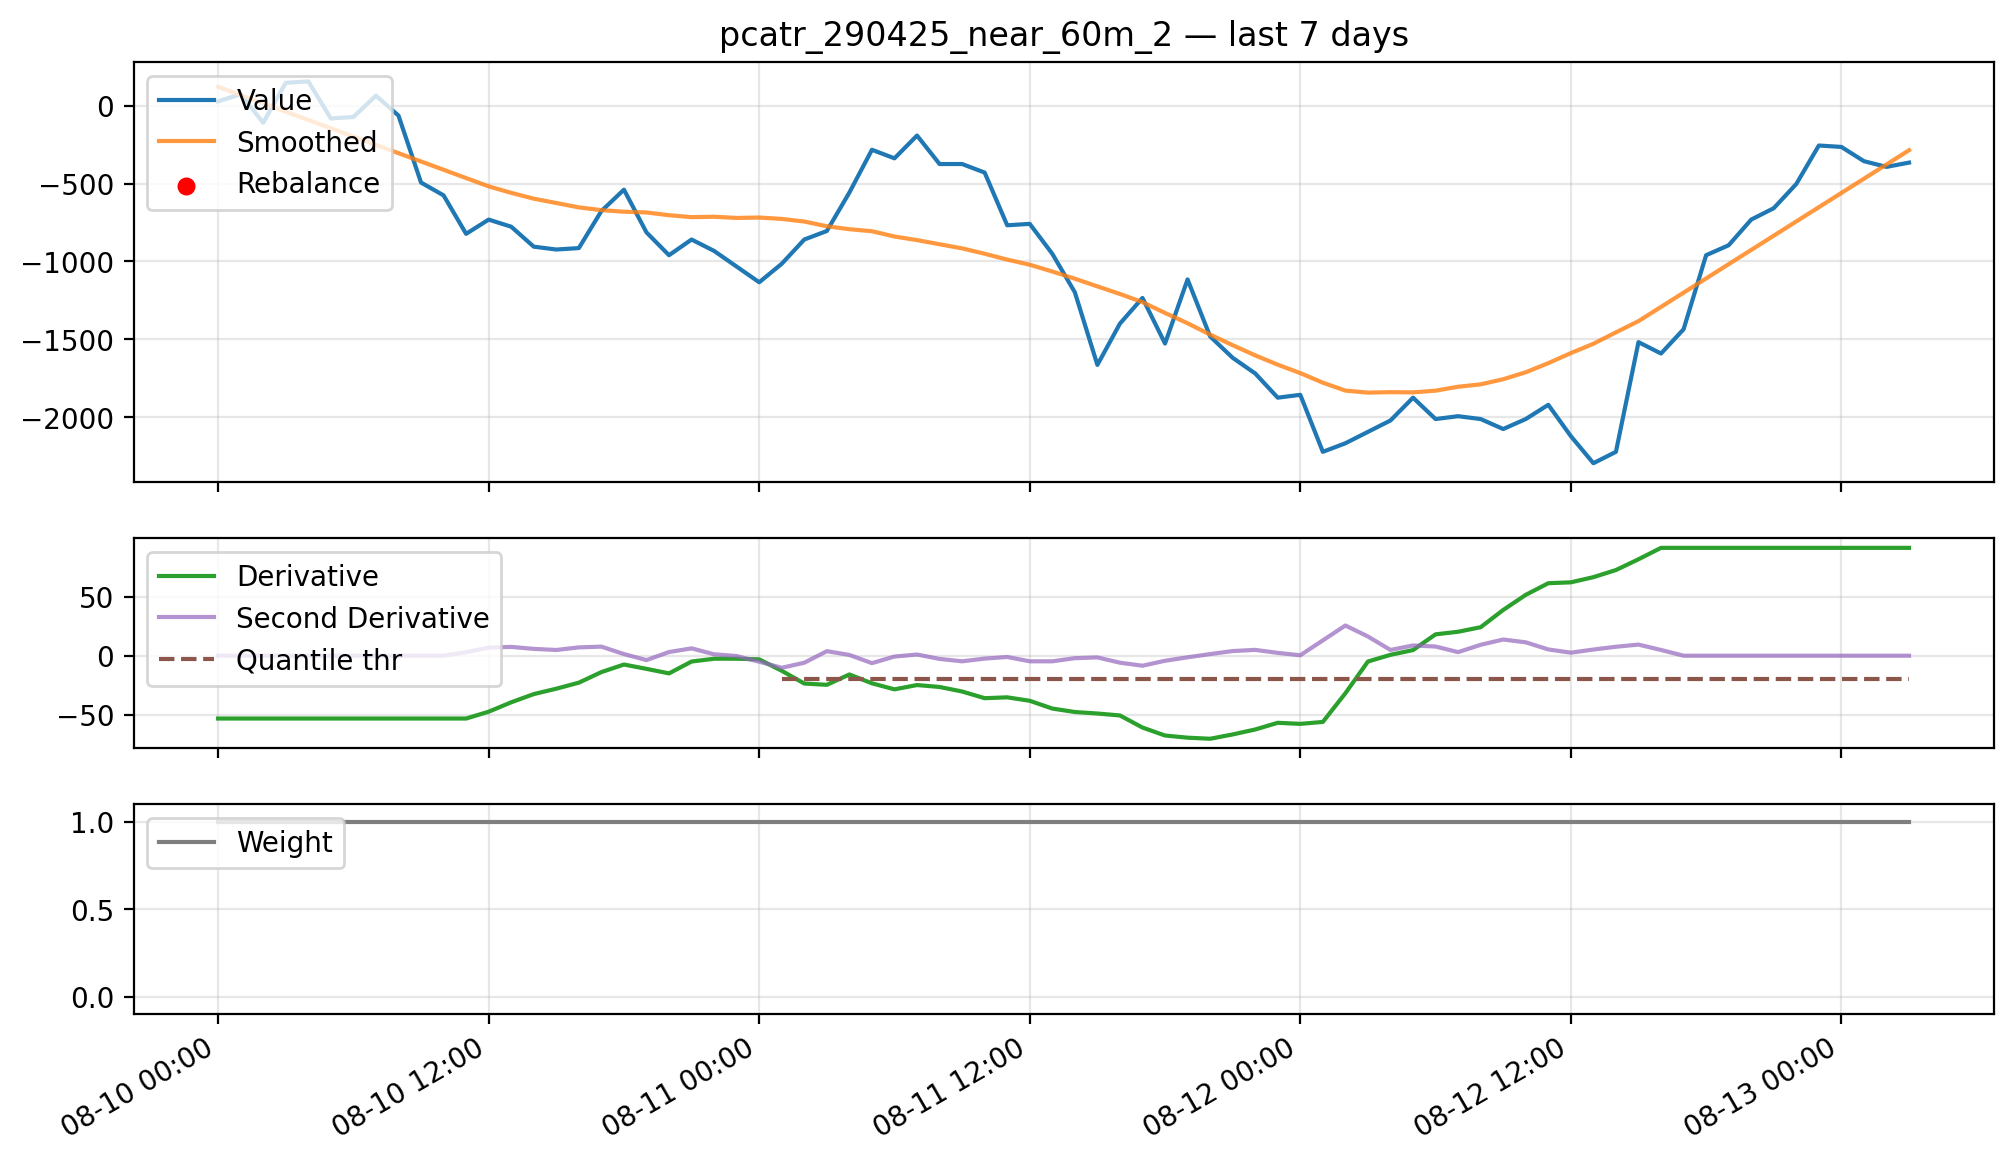 pcatr_290425_near_60m_2 — last 7 days
Value
Smoothed
Rebalance
0
−500
−1000
−1500
−2000
Derivative
Second Derivative
Quantile thr
50
0
−50
Weight
1.0
0.5
0.0
08-10 00:00
08-10 12:00
08-11 00:00
08-11 12:00
08-12 00:00
08-12 12:00
08-13 00:00